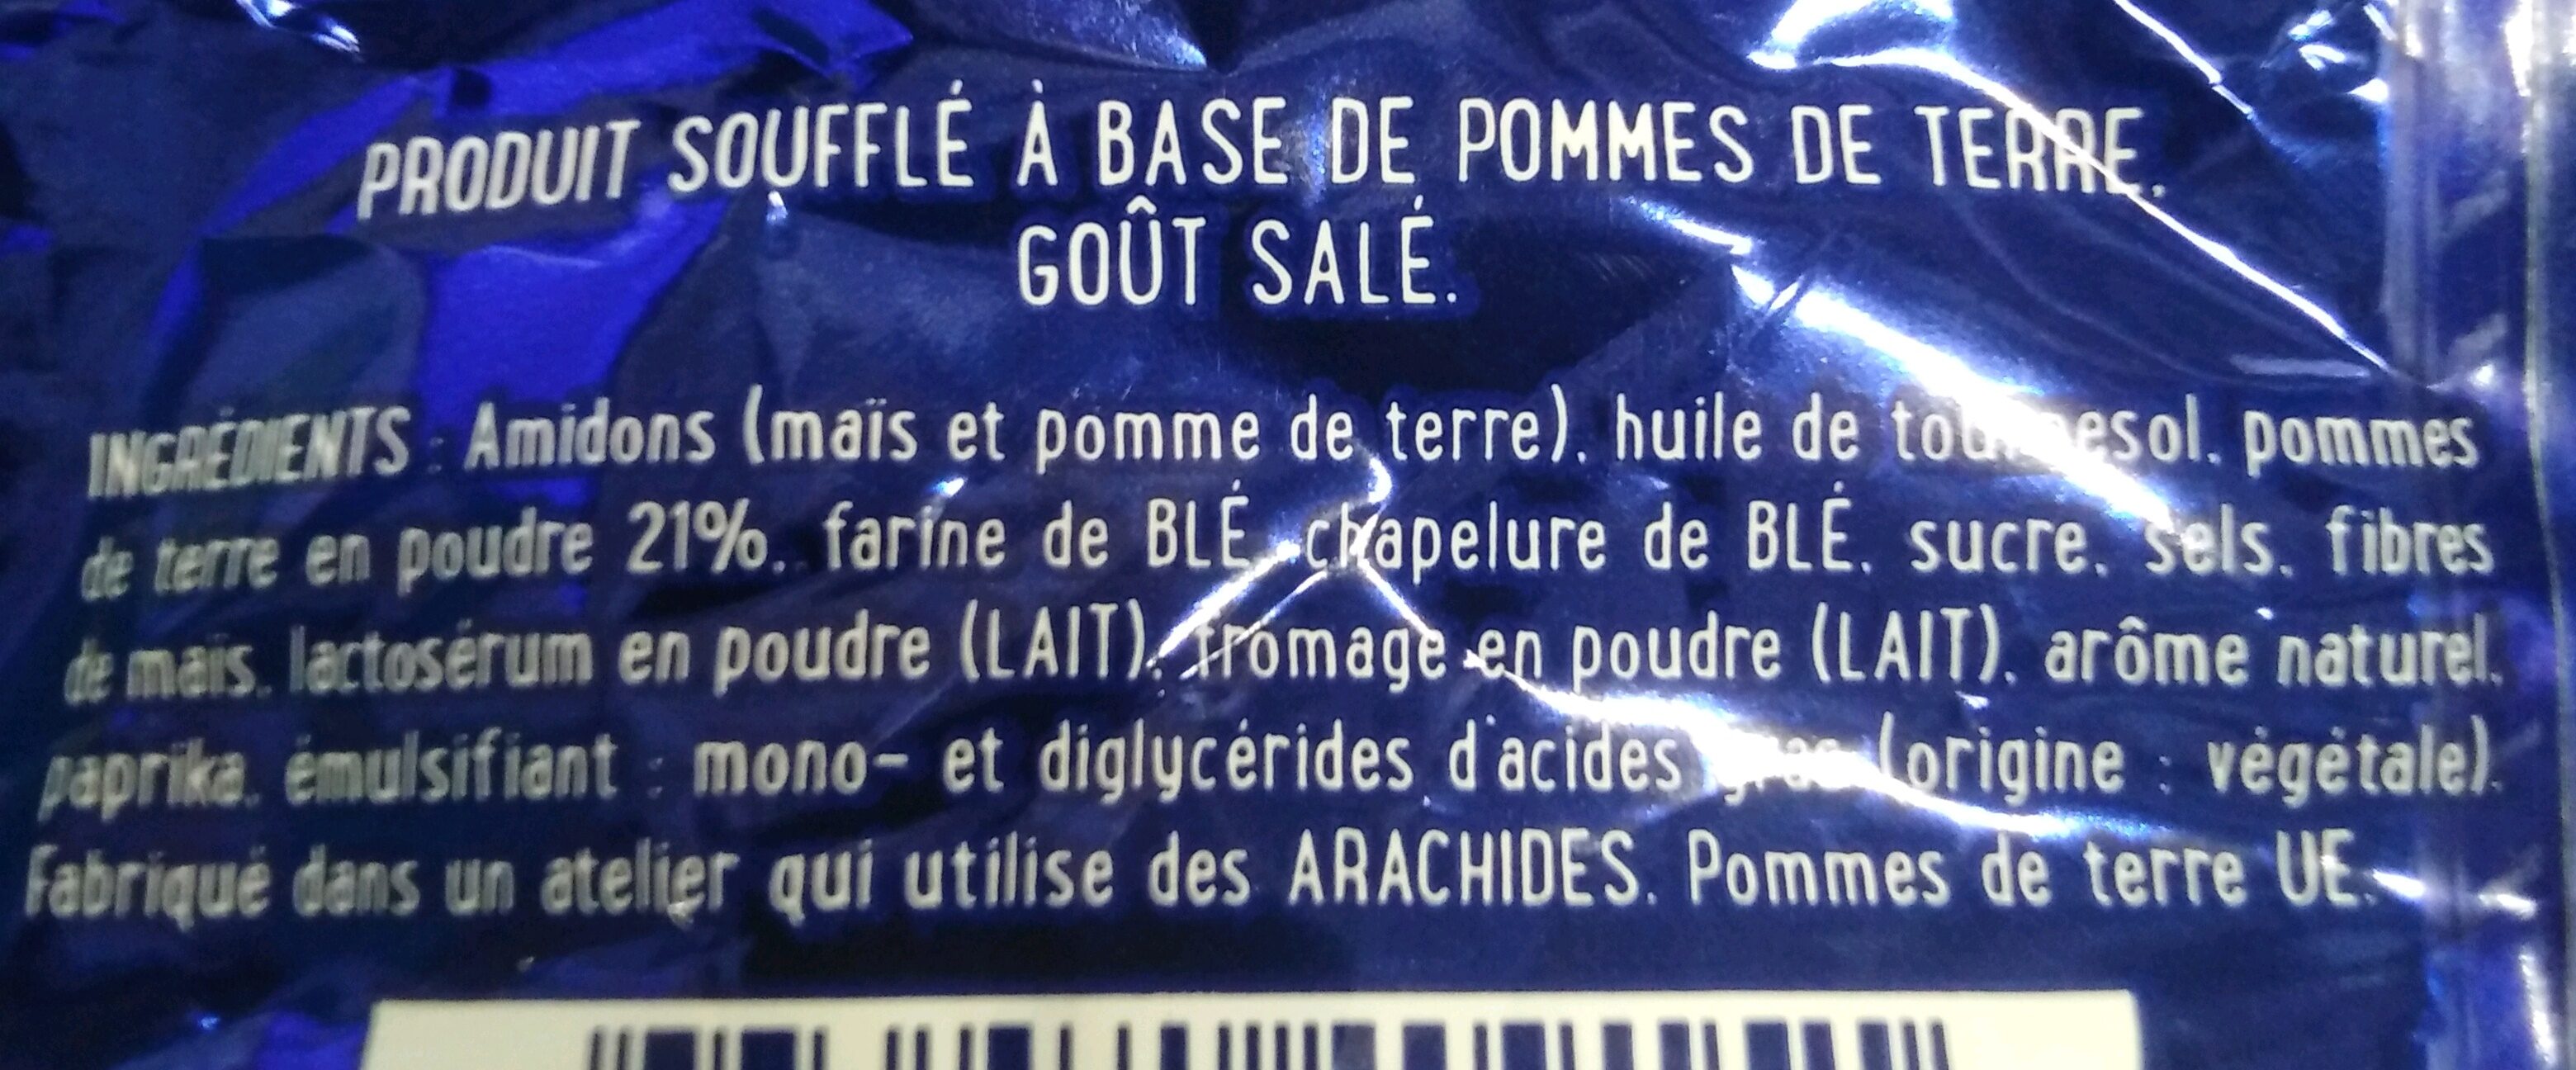 PRODUIT SOUFFLÉ À BASE DE POMMES DE TERRE.
GOÛT SALÉ.
INGRÉDIENTS : Amidons (maïs et pomme de terre), huile de tournesol, pommes
de terre en poudre 21%, farine de BLÉ, chapelure de BLÉ, sucre, sels, fibres
de maïs, lactosérum en poudre (LAIT), fromage en poudre (LAIT), arôme naturel,
paprika, émulsifiant : mono- et diglycérides d'acides gras (origine : végétale).
Fabriqué dans un atelier qui utilise des ARACHIDES. Pommes de terre UE.